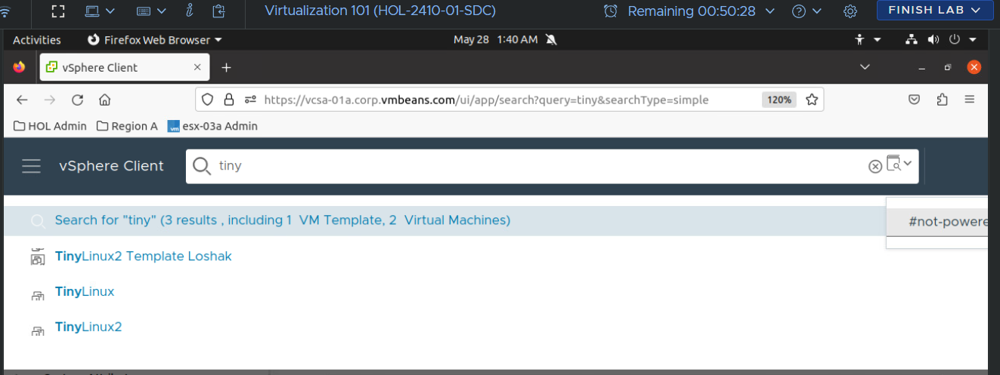 Virtualization 101 (HOL-2410-01-SDC) Remaining 00:50:28 FINISH LAB
Activities Firefox Web Browser May 28 1:40 AM
vSphere Client
https://vcsa-01a.corp.vmbeans.com/ui/app/search?query=tiny&searchType=simple 120%
HOL Admin Region A vm esx-03a Admin
vSphere Client tiny
Search for "tiny" (3 results , including 1 VM Template, 2 Virtual Machines)
#not-powere
TinyLinux2 Template Loshak
TinyLinux
TinyLinux2